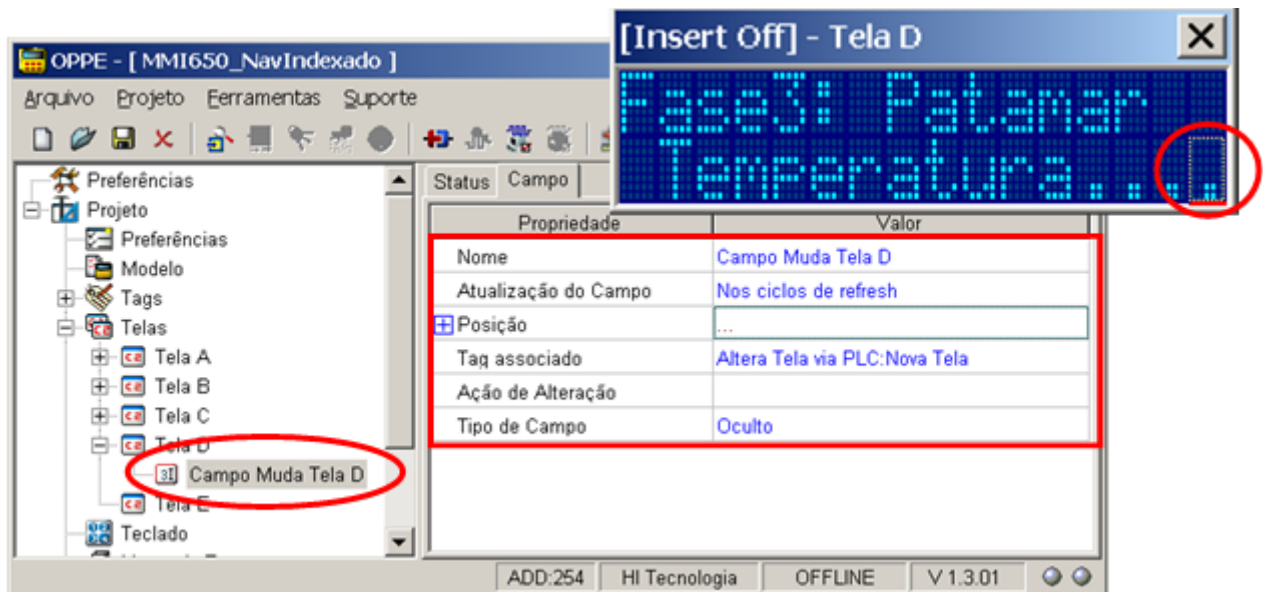 [Insert Off] - Tela D
Fase3: Patamar
Temperatura....
OPPE - [ MMI650_NavIndexado ]
Arquivo Projeto Ferramentas Suporte
Preferências
Projeto
Preferências
Modelo
Tags
Telas
Tela A
Tela B
Tela C
Tela D
Campo Muda Tela D
Tela E
Teclado
Status Campo
Propriedade Valor
Nome Campo Muda Tela D
Atualização do Campo Nos ciclos de refresh
Posição ...
Tag associado Altera Tela via PLC:Nova Tela
Ação de Alteração
Tipo de Campo Oculto
ADD:254 HI Tecnologia OFFLINE V 1.3.01